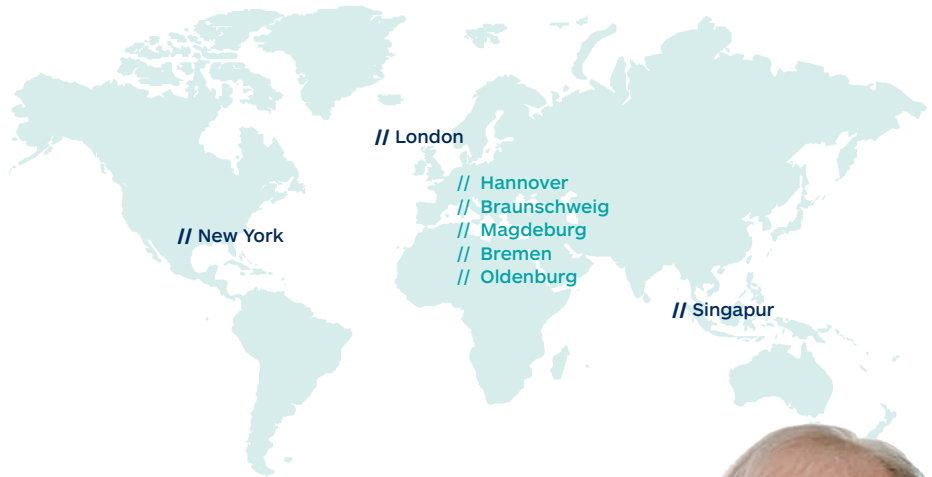 // London
// Hannover
// Braunschweig
// Magdeburg
// Bremen
// Oldenburg
// New York
// Singapur